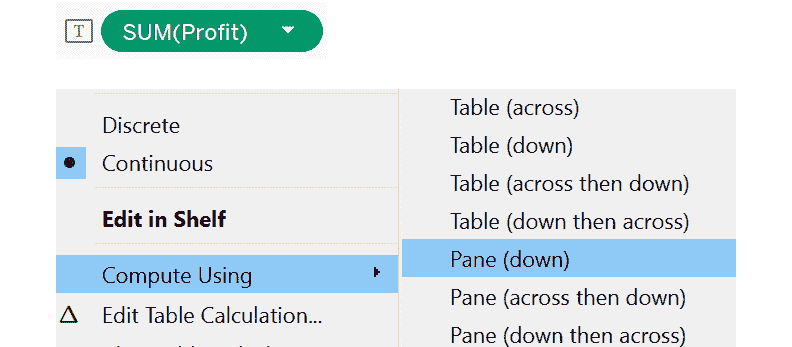 T SUM(Profit)
Discrete
Continuous
Edit in Shelf
Compute Using
Edit Table Calculation...
Table (across)
Table (down)
Table (across then down)
Table (down then across)
Pane (down)
Pane (across then down)
Pane (down then across)